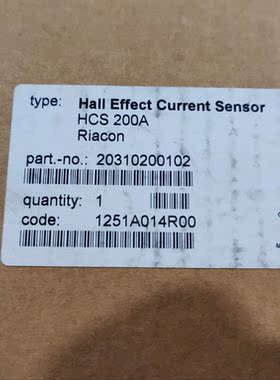 type: Hall Effect Current Sensor
HCS 200A
Riacon
part.-no.: 20310200102
quantity: 1
code: 1251A014R00